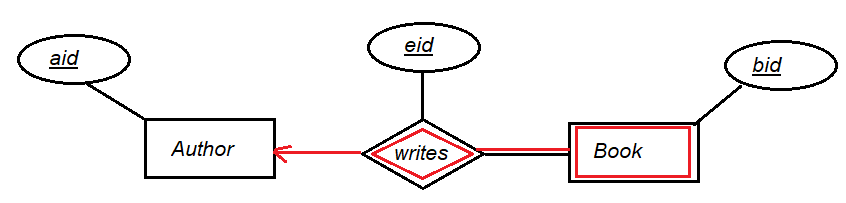 eid
aid
bid
Author
writes
Book